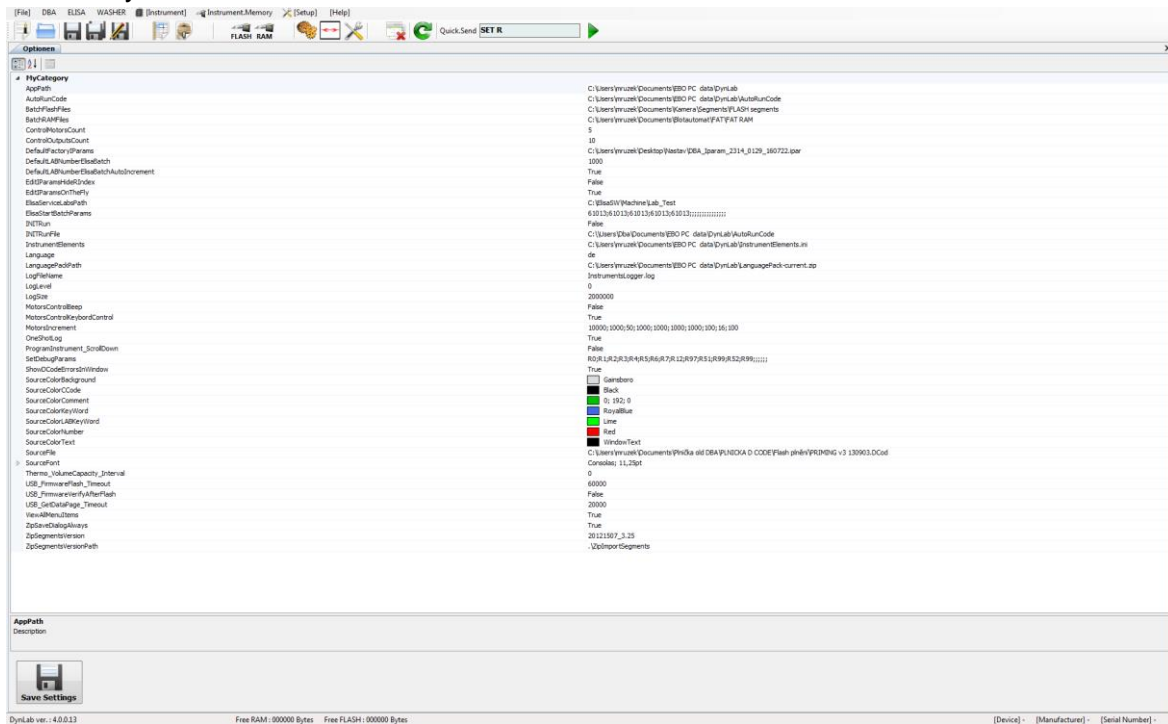 [File] DBA ELISA WASHER [Instrument] Instrument.Memory [Setup] [Help]
FLASH RAM Quick.Send SET R
Optionen
MyCategory
AppPath C:\Users\mruzek\Documents\EBO PC data\DynLab
AutoRunCode C:\Users\mruzek\Documents\EBO PC data\DynLab\AutoRunCode
BatchFlashFiles C:\Users\mruzek\Documents\Kamera\Segments\FLASH segments
BatchRAMFiles C:\Users\mruzek\Documents\Blotautomat\FAT\FAT RAM
ControlMotorsCount 5
ControlOutputsCount 10
DefaultFactoryIParams C:\Users\mruzek\Desktop\Nastav\DBA_Iparam_2314_0129_160722.ipar
DefaultLABNumberElisaBatch 1000
DefaultLABNumberElisaBatchAutoIncrement True
EditIParamsHideRIndex False
EditIParamsOnTheFly True
ElisaServiceLabsPath C:\ElisaSW\Machine\Lab_Test
ElisaStartBatchParams 61013;61013;61013;61013;61013;;;;;;;;;;;;;;;
INITRun False
INITRunFile C:\\Users\Dba\Documents\EBO PC data\DynLab\AutoRunCode
InstrumentElements C:\Users\mruzek\Documents\EBO PC data\DynLab\InstrumentElements.ini
Language de
LanguagePackPath C:\Users\mruzek\Documents\EBO PC data\DynLab\LanguagePack-current.zip
LogFileName InstrumentsLogger.log
LogLevel 0
LogSize 2000000
MotorsControlBeep False
MotorsControlKeybordControl True
MotorsIncrement 10000;1000;50;1000;1000;1000;1000;100;16;100
OneShotLog True
ProgramInstrument_ScrollDown False
SetDebugParams R0;R1;R2;R3;R4;R5;R6;R7;R12;R97;R51;R99;R52;R99;;;;;;
ShowDCodeErrorsInWindow True
SourceColorBackground Gainsboro
SourceColorCCode Black
SourceColorComment 0; 192; 0
SourceColorKeyWord RoyalBlue
SourceColorLABKeyWord Lime
SourceColorNumber Red
SourceColorText WindowText
SourceFile C:\Users\mruzek\Documents\Plnička old DBA\PLNICKA D CODE\Flash plnění\PRIMING v3 130903.DCod
SourceFont Consolas; 11,25pt
Thermo_VolumeCapacity_Interval 0
USB_FirmwareFlash_Timeout 60000
USB_FirmwareVerifyAfterFlash False
USB_GetDataPage_Timeout 20000
ViewAllMenuItems True
ZipSaveDialogAlways True
ZipSegmentsVersion 20121507_3.25
ZipSegmentsVersionPath .\ZipImportSegments
AppPath
Description
Save Settings
DynLab ver. : 4.0.0.13 Free RAM : 000000 Bytes Free FLASH : 000000 Bytes [Device] - [Manufacturer] - [Serial Number] -